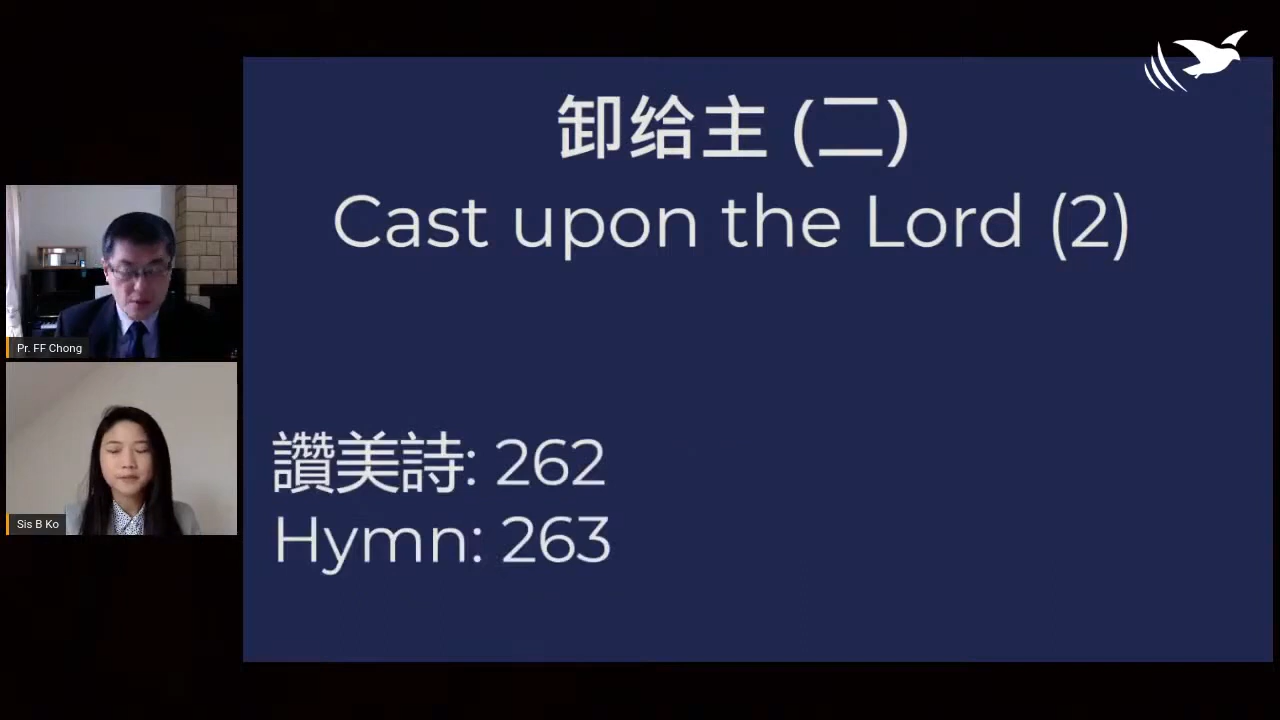 卸给主 (二)
Cast upon the Lord (2)
讚美詩: 262
Hymn: 263
Pr. FF Chong
Sis B Ko